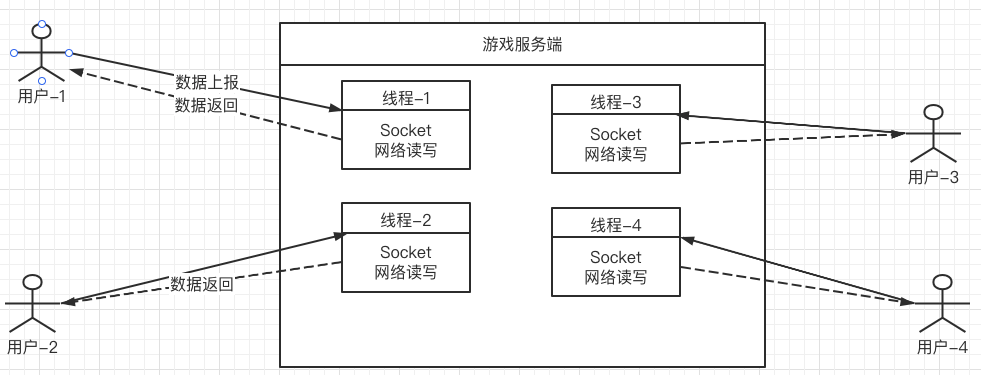 游戏服务端
用户-1
数据上报
数据返回
线程-1
Socket
网络读写
线程-3
Socket
网络读写
用户-3
线程-2
Socket
网络读写
数据返回
用户-2
线程-4
Socket
网络读写
用户-4